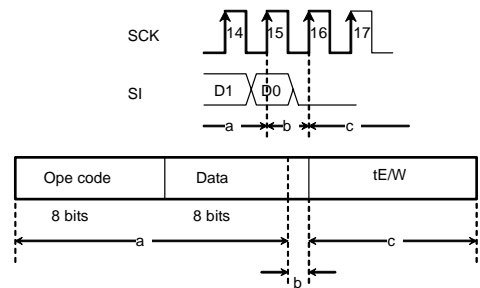 SCK 14 15 16 17
SI D1 D0
a b c
Ope code Data tE/W
8 bits 8 bits
a c
b